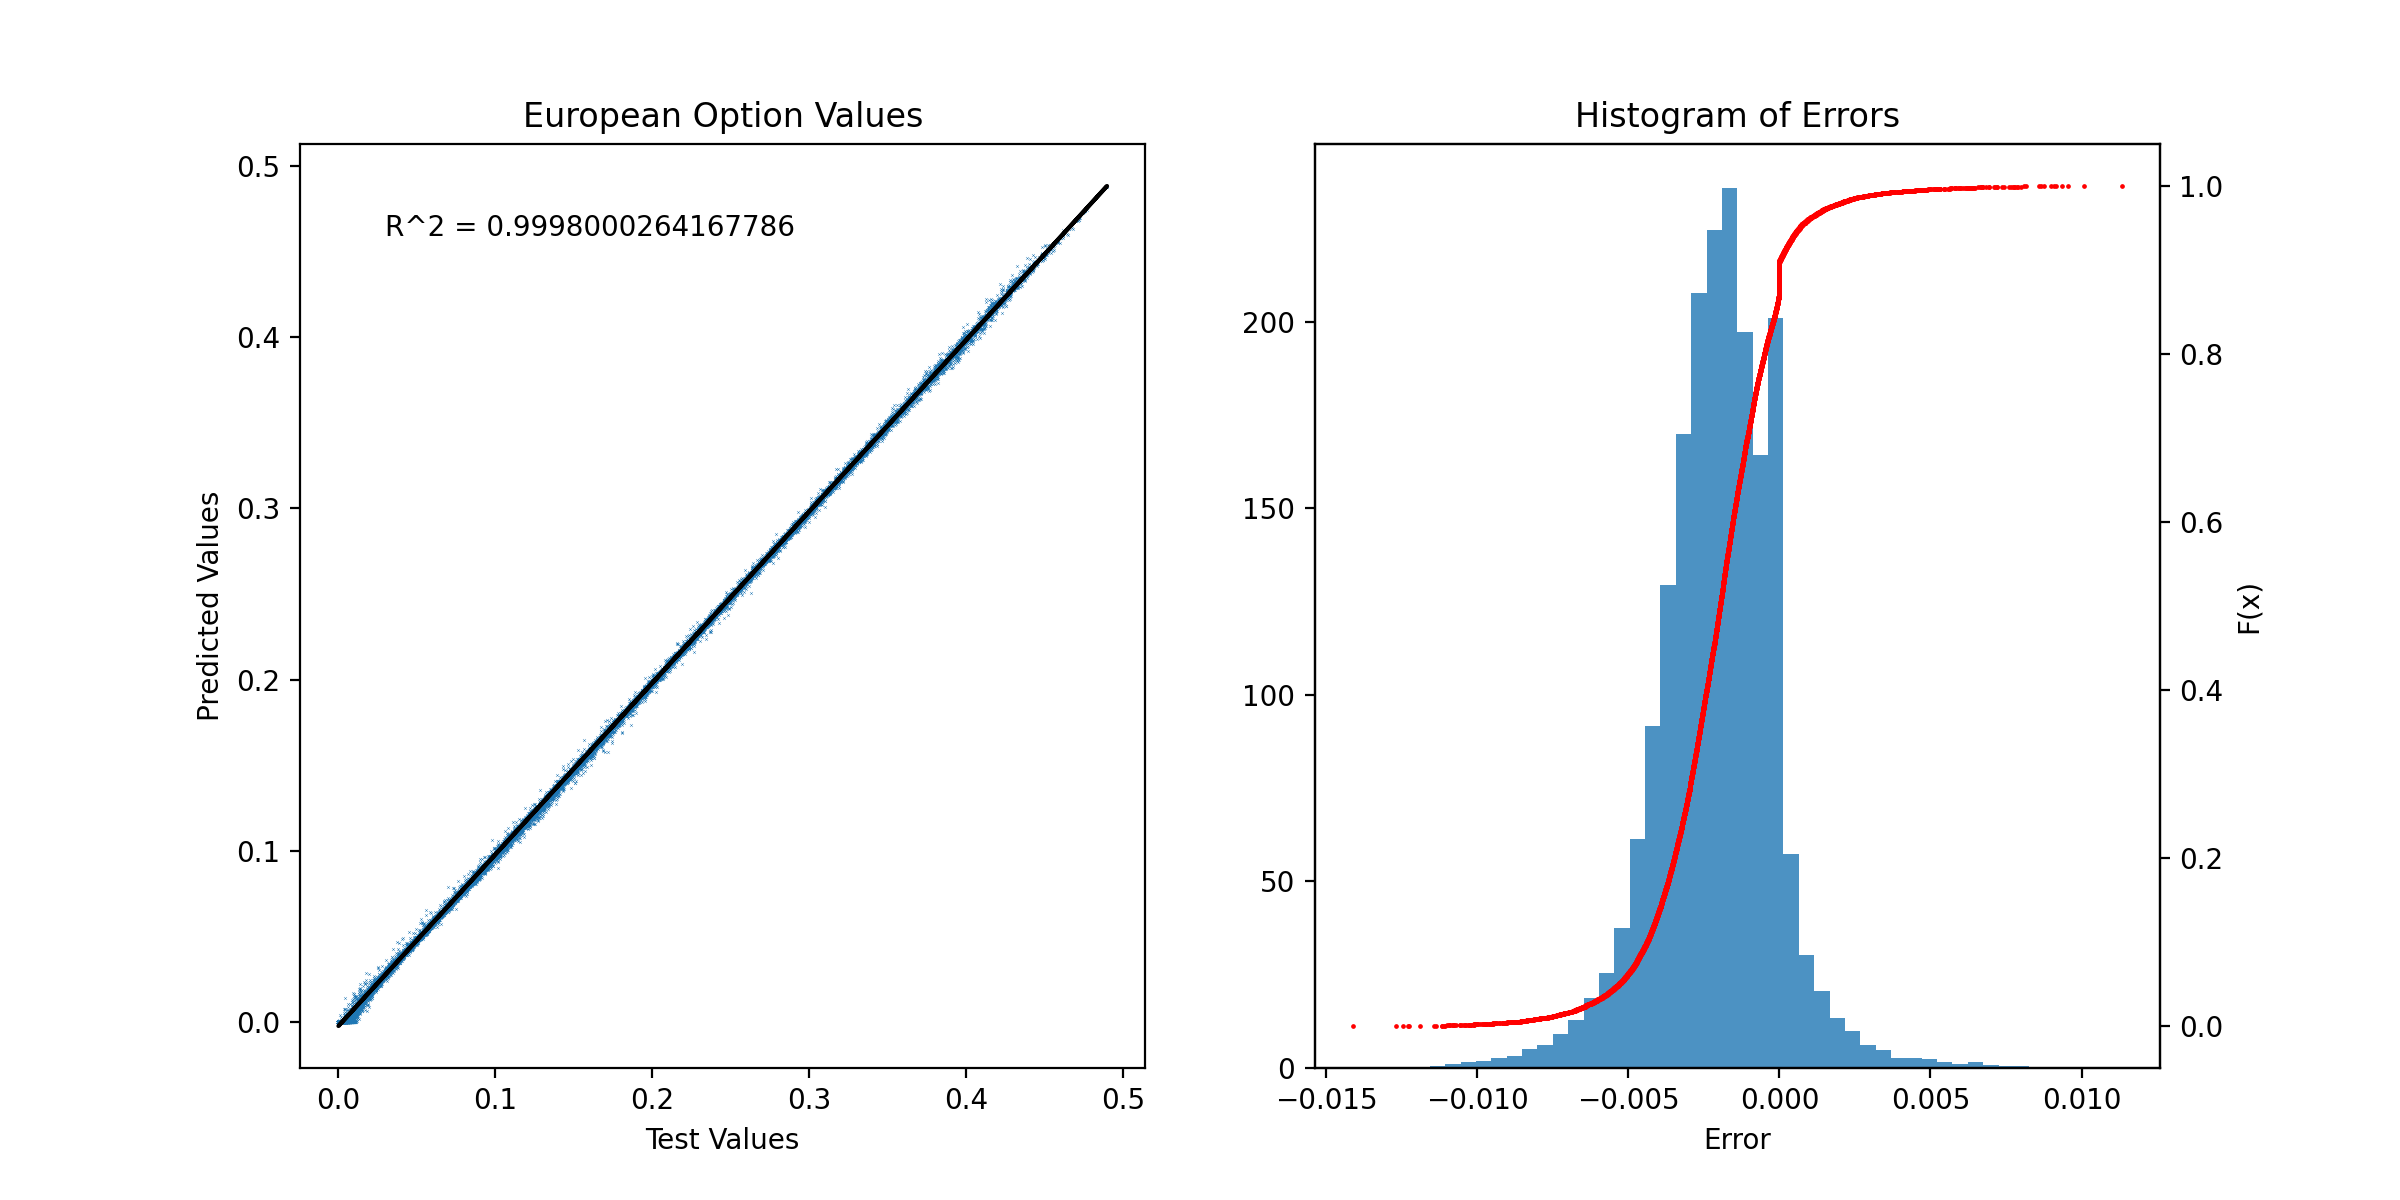 European Option Values
R^2 = 0.9998000264167786
0.5
0.4
0.3
0.2
0.1
0.0
Predicted Values
0.0 0.1 0.2 0.3 0.4 0.5
Test Values
Histogram of Errors
200
150
100
50
0
1.0
0.8
0.6
0.4
0.2
0.0
F(x)
−0.015 −0.010 −0.005 0.000 0.005 0.010
Error